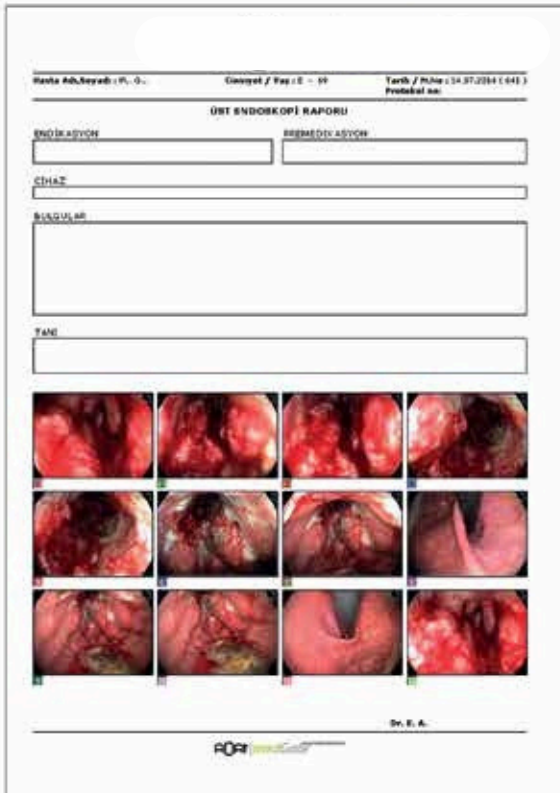 Hasta Adı,Soyadı : M.. G..
Cinsiyet / Yaş : E - 69
Tarih / P.No : 14.07.2014 ( 641 )
Protokol no:
ÜST ENDOSKOPİ RAPORU
ENDİKASYON
PREMEDİKASYON
CİHAZ
BULGULAR
TANI
Dr. E. A.